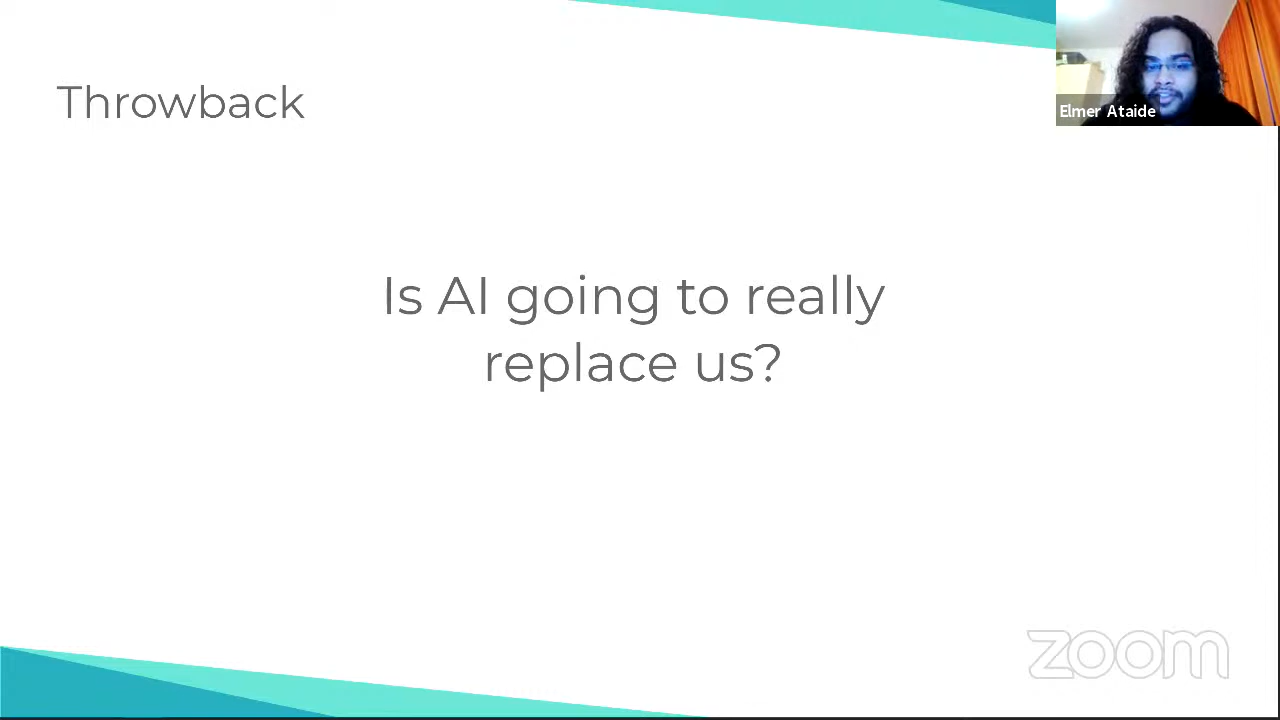 Throwback
Elmer Ataide
Is AI going to really
replace us?
zoom